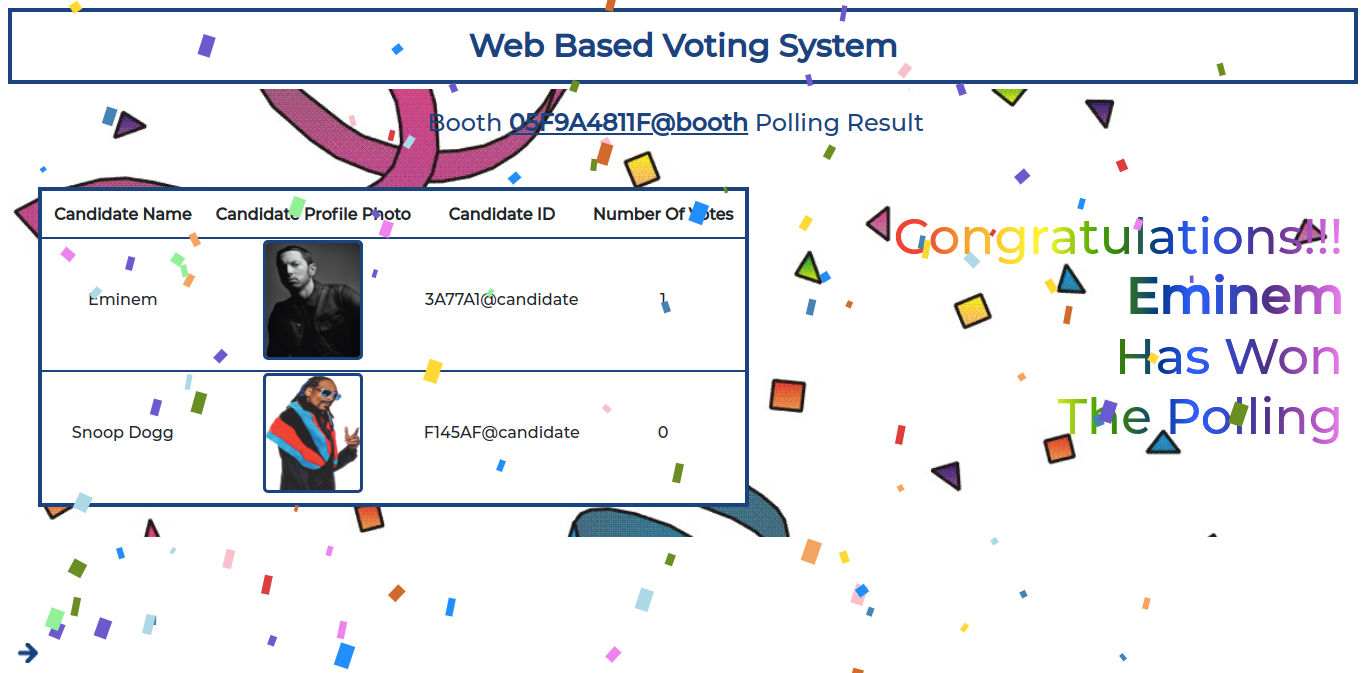 Web Based Voting System
Booth 05F9A4811F@booth Polling Result
Candidate Name Candidate Profile Photo Candidate ID Number Of Votes
Eminem 3A77A1@candidate 1
Snoop Dogg F145AF@candidate 0
Congratulations!!!
Eminem
Has Won
The Polling